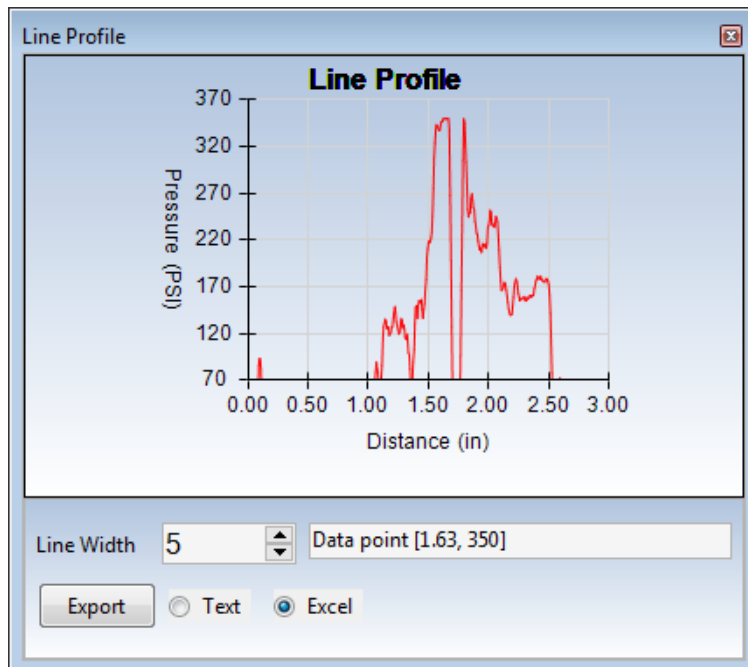 Line Profile
Line Profile
370
320
270
220
170
120
70
Pressure (PSI)
0.00 0.50 1.00 1.50 2.00 2.50 3.00
Distance (in)
Line Width 5 Data point [1.63, 350]
Export Text Excel